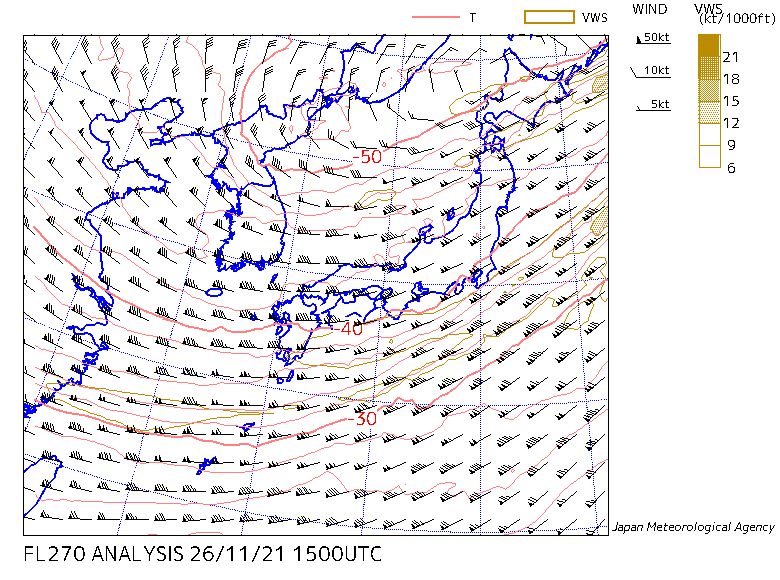 T
VWS
WIND
VWS
(kt/1000ft)
50kt
10kt
5kt
21
18
15
12
9
6
-50
-40
-30
Japan Meteorological Agency
FL270 ANALYSIS 26/11/21 1500UTC